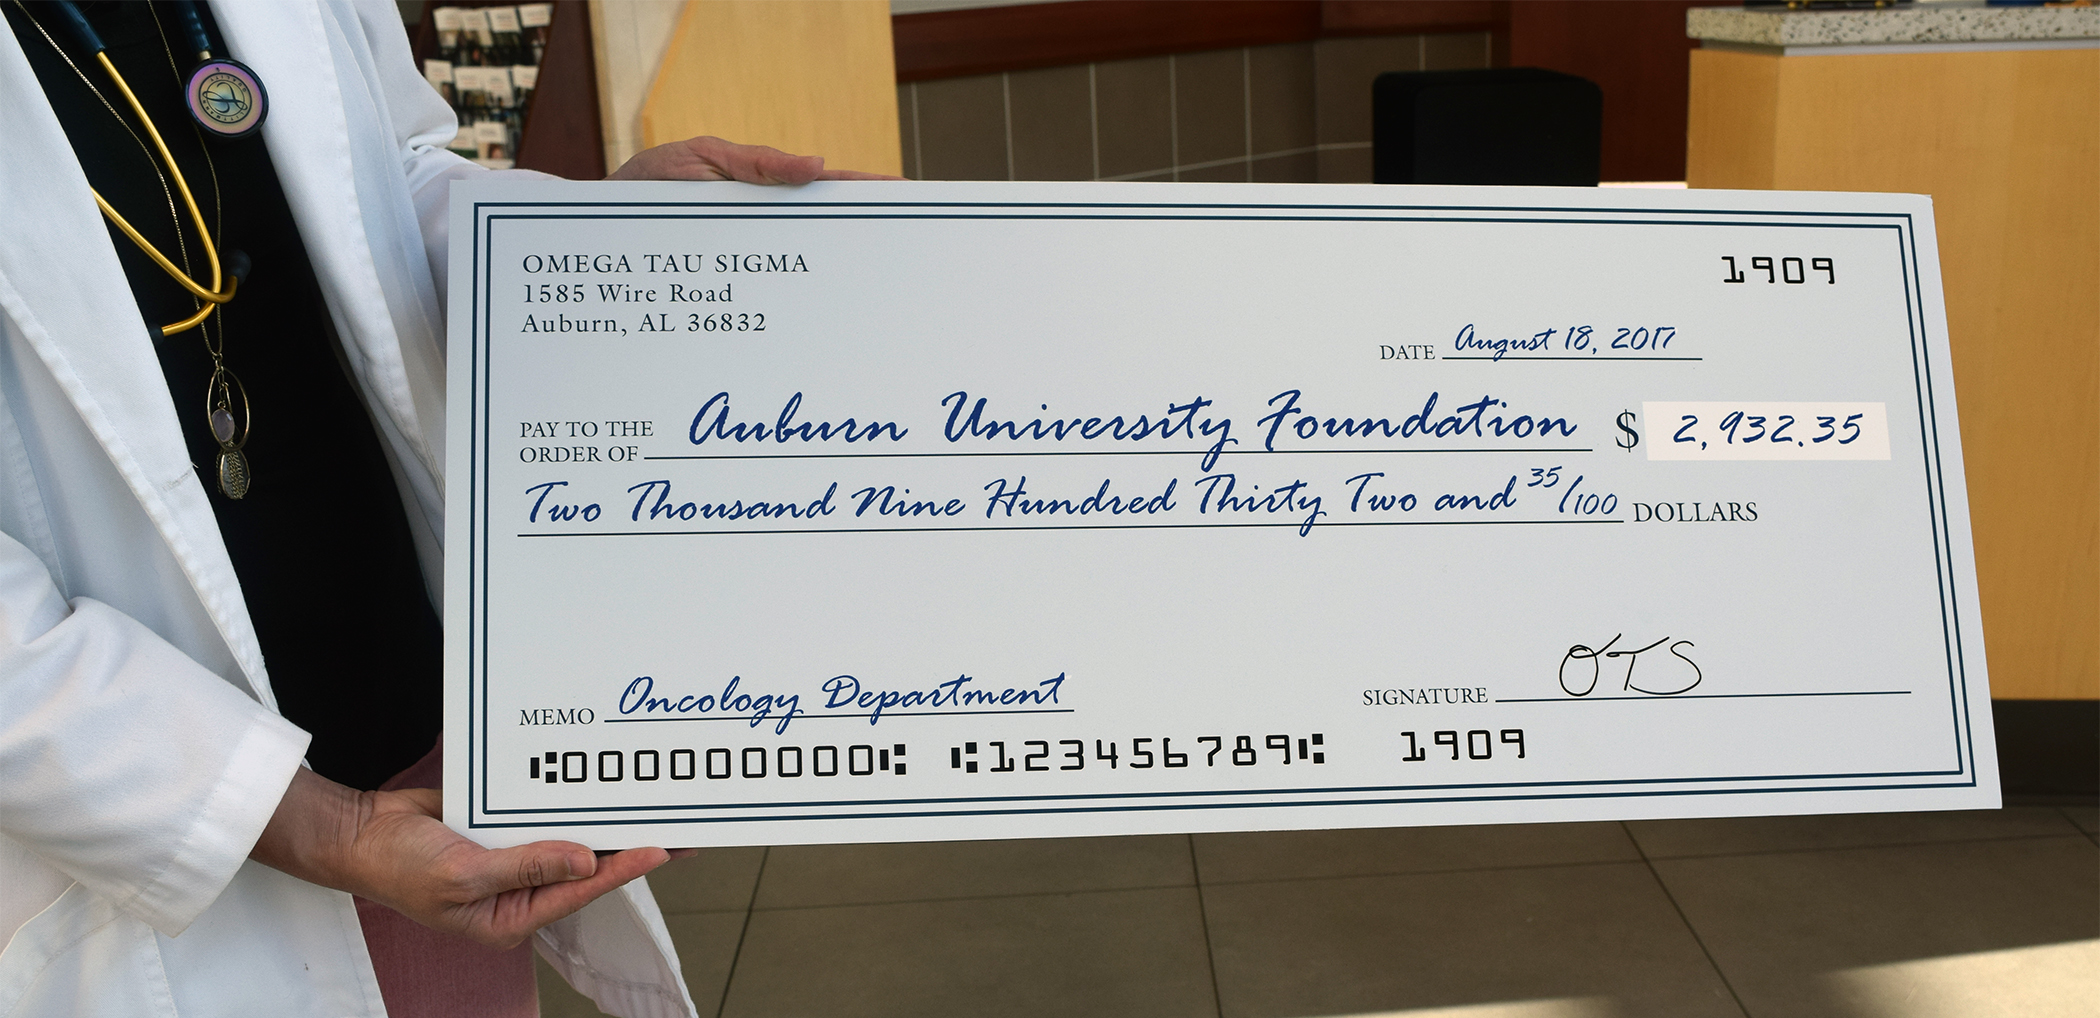 OMEGA TAU SIGMA
1585 Wire Road
Auburn, AL 36832
1909
DATE August 18, 2017
PAY TO THE ORDER OF Auburn University Foundation $ 2,932.35
Two Thousand Nine Hundred Thirty Two and 35/100 DOLLARS
MEMO Oncology Department
SIGNATURE OTS
⑆000000000⑆ ⑆123456789⑆ 1909